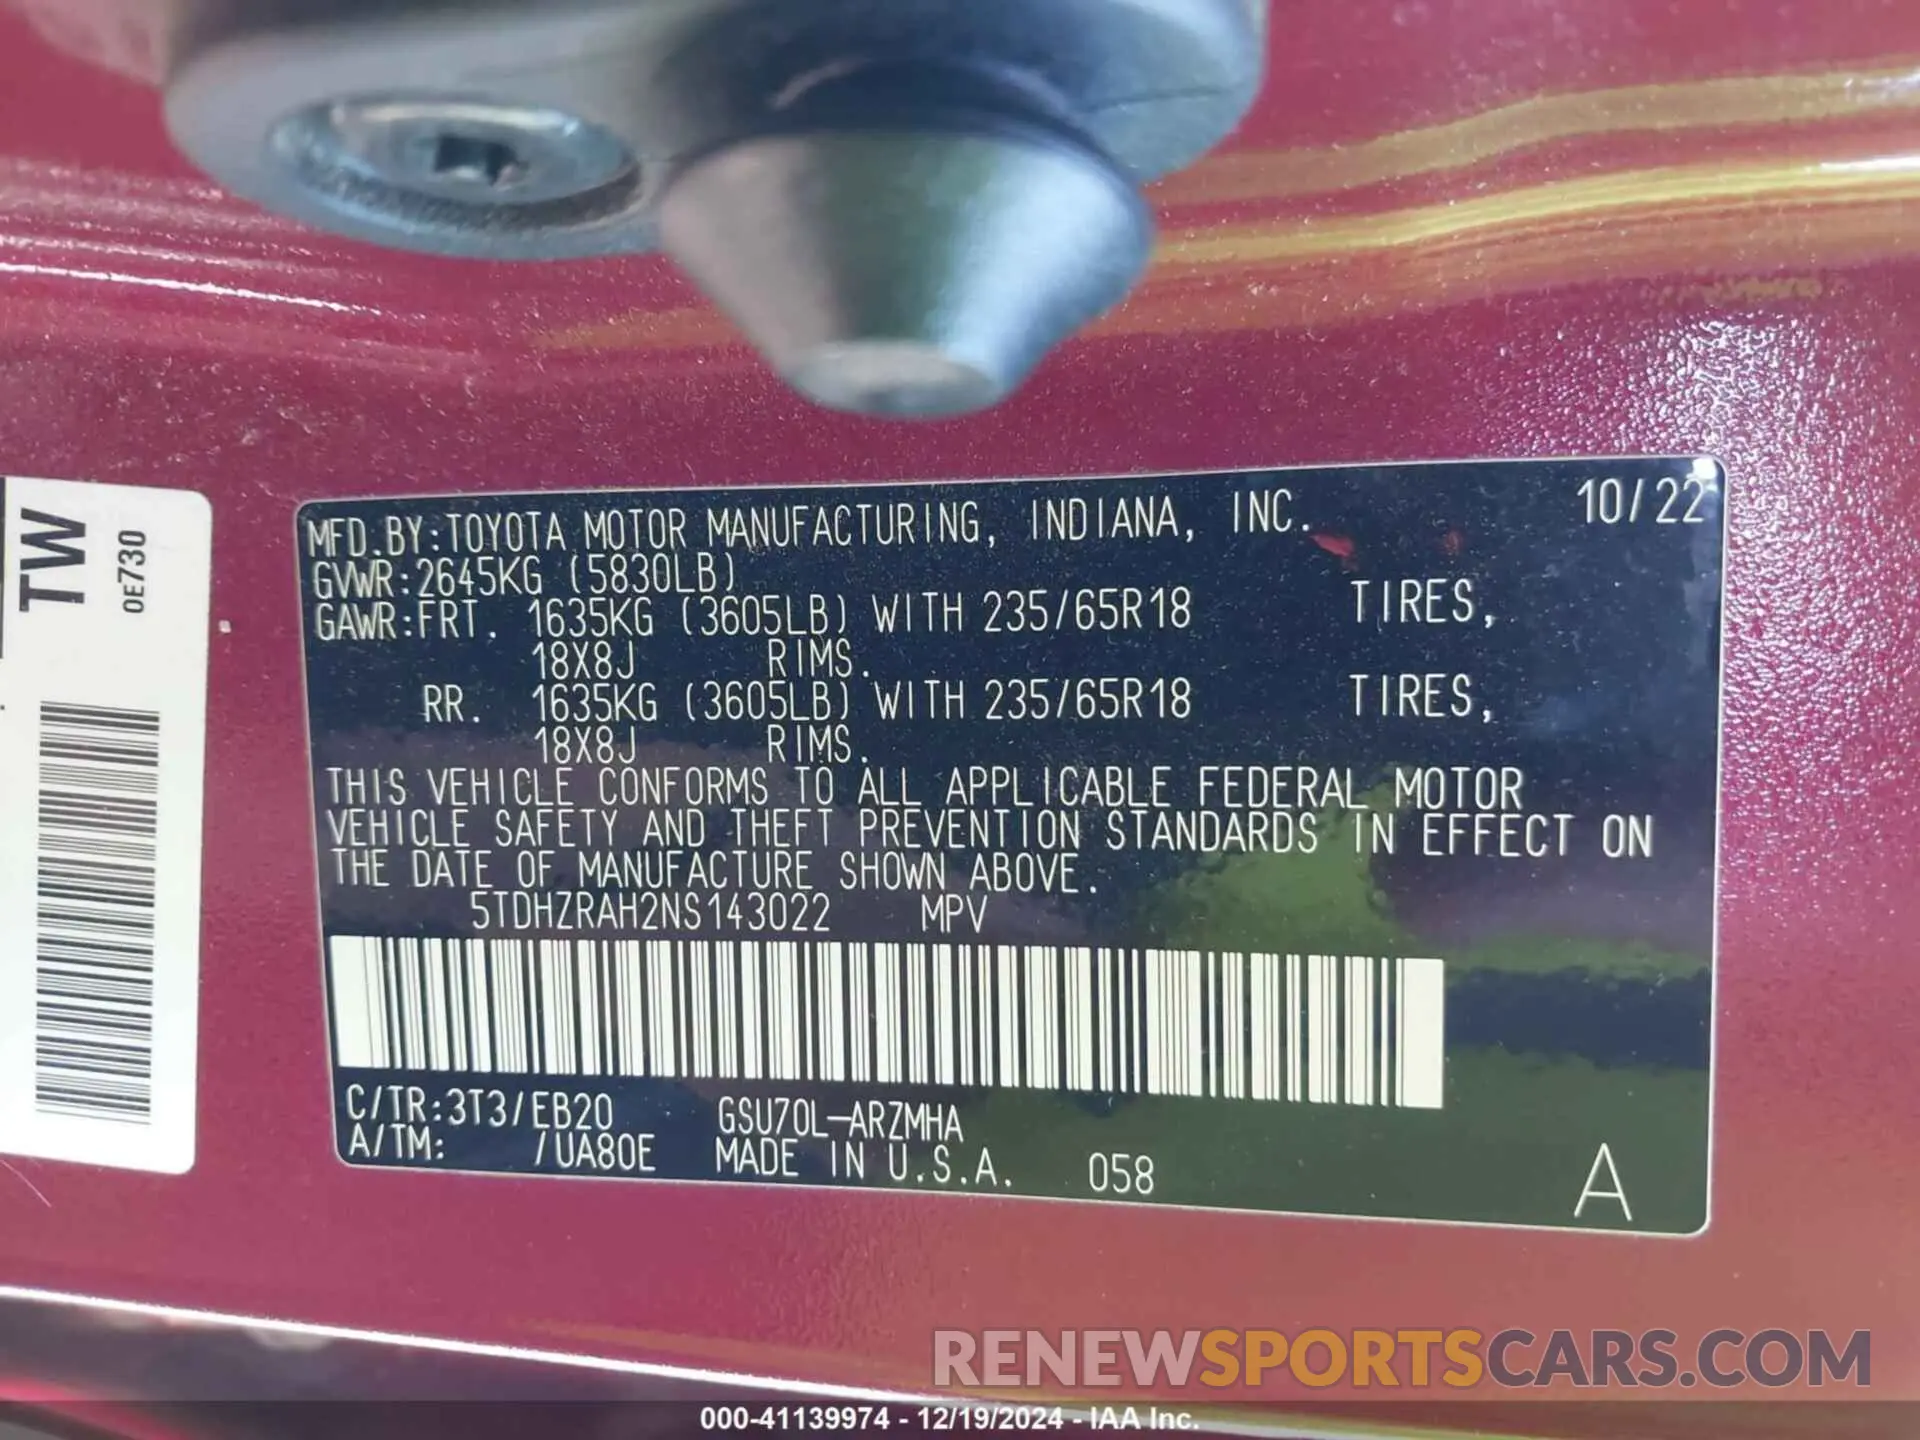 TW
0E730
MFD.BY:TOYOTA MOTOR MANUFACTURING, INDIANA, INC. 10/22
GVWR:2645KG (5830LB)
GAWR:FRT. 1635KG (3605LB) WITH 235/65R18 TIRES,
18X8J RIMS.
RR. 1635KG (3605LB) WITH 235/65R18 TIRES,
18X8J RIMS.
THIS VEHICLE CONFORMS TO ALL APPLICABLE FEDERAL MOTOR
VEHICLE SAFETY AND THEFT PREVENTION STANDARDS IN EFFECT ON
THE DATE OF MANUFACTURE SHOWN ABOVE.
5TDHZRAH2NS143022 MPV
C/TR:3T3/EB20 GSU70L-ARZMHA
A/TM: /UA80E MADE IN U.S.A. 058 A
RENEWSPORTSCARS.COM
000-41139974 - 12/19/2024 - IAA Inc.